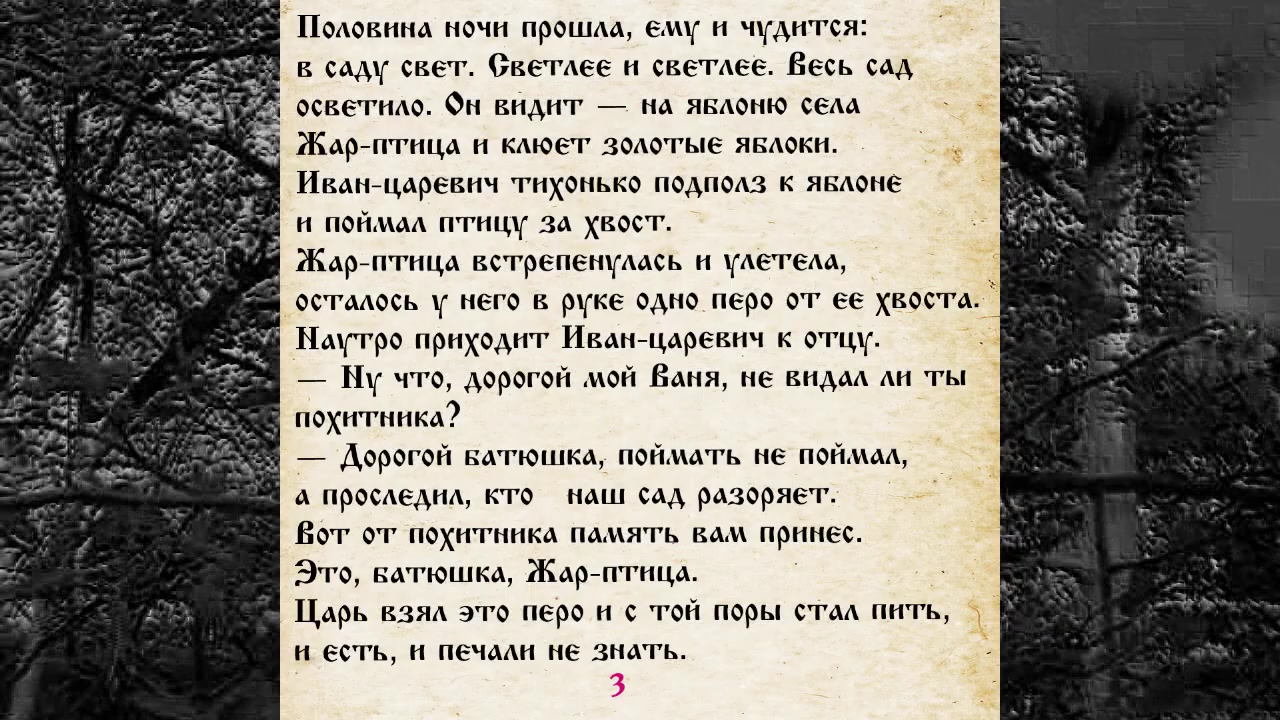 Половина ночи прошла, ему и чудится:
в саду свет. Светлее и светлее. Весь сад
осветило. Он видит — на яблоню села
Жар-птица и клюет золотые яблоки.
Иван-царевич тихонько подполз к яблоне
и поймал птицу за хвост.
Жар-птица встрепенулась и улетела,
осталось у него в руке одно перо от ее хвоста.
Наутро приходит Иван-царевич к отцу.
— Ну что, дорогой мой Ваня, не видал ли ты
похитника?
— Дорогой батюшка, поймать не поймал,
а проследил, кто наш сад разоряет.
Вот от похитника память вам принес.
Это, батюшка, Жар-птица.
Царь взял это перо и с той поры стал пить,
и есть, и печали не знать.
3